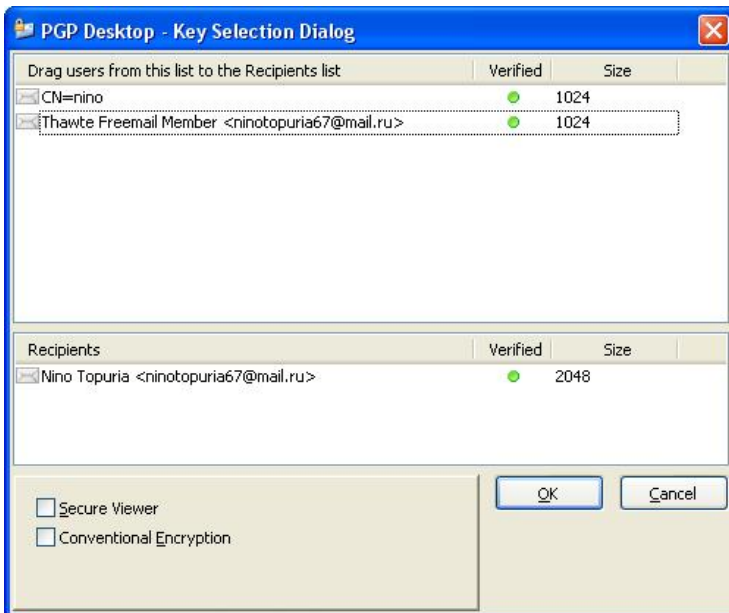 PGP Desktop - Key Selection Dialog
Drag users from this list to the Recipients list Verified Size
CN=nino 1024
Thawte Freemail Member <ninotopuria67@mail.ru> 1024
Recipients Verified Size
Nino Topuria <ninotopuria67@mail.ru> 2048
OK Cancel
Secure Viewer
Conventional Encryption